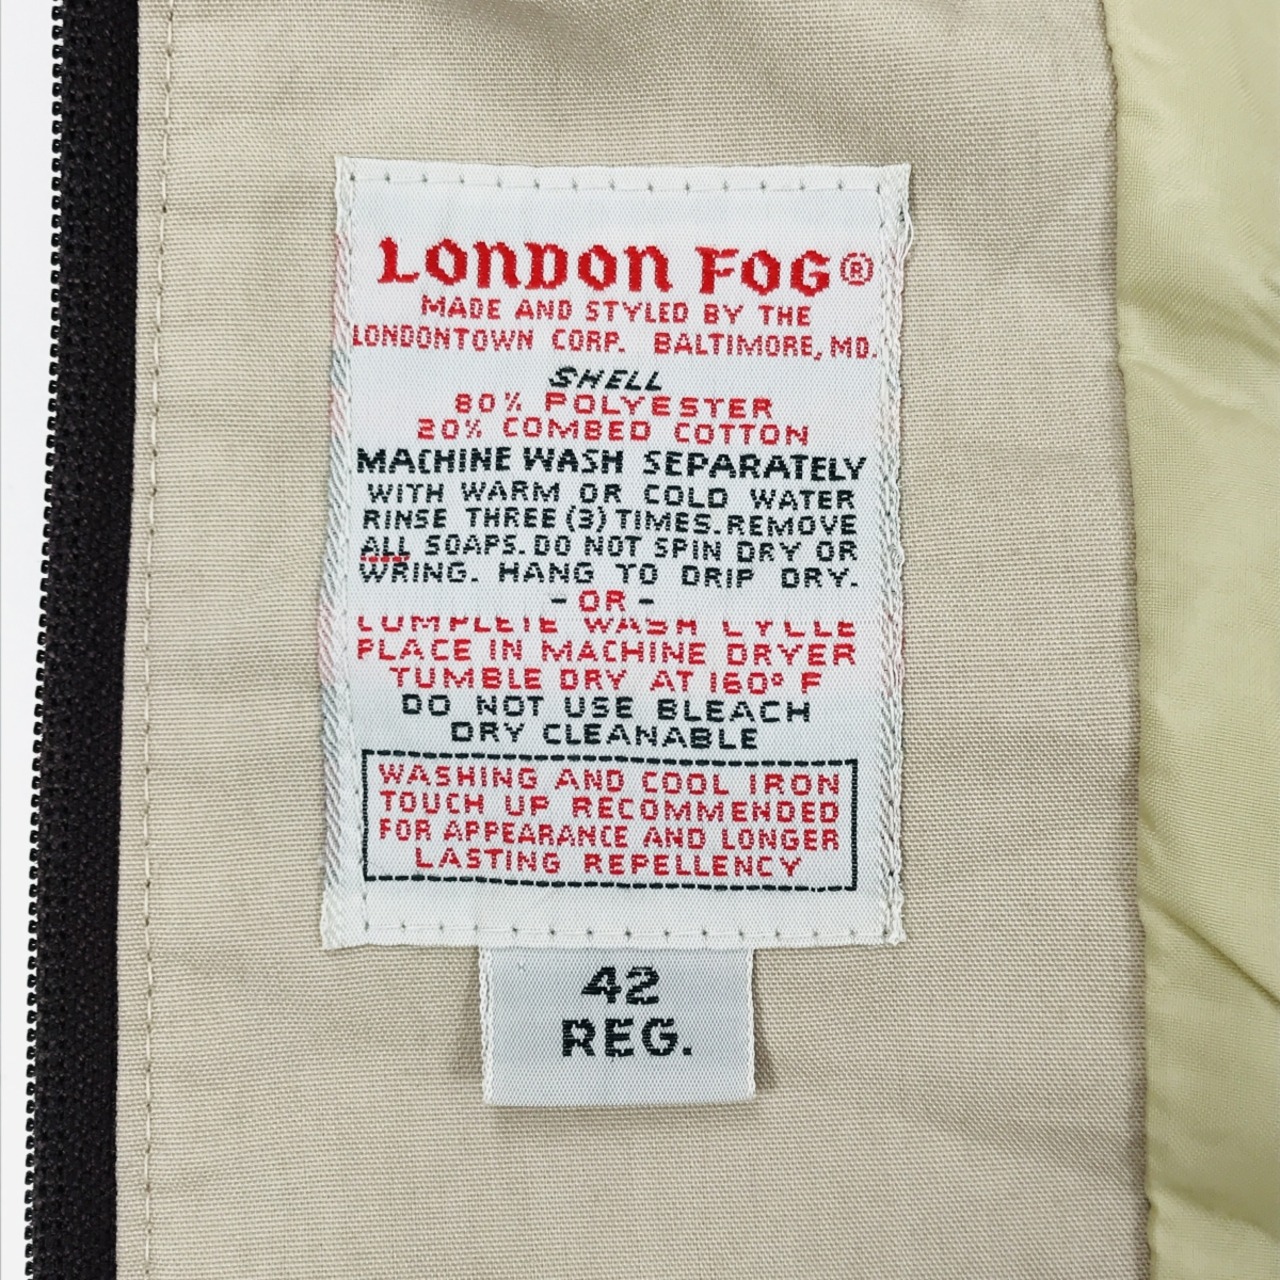 LONDON FOG®
MADE AND STYLED BY THE
LONDONTOWN CORP. BALTIMORE, MD.
SHELL
80% POLYESTER
20% COMBED COTTON
MACHINE WASH SEPARATELY
WITH WARM OR COLD WATER
RINSE THREE (3) TIMES. REMOVE
ALL SOAPS. DO NOT SPIN DRY OR
WRING. HANG TO DRIP DRY.
- OR -
COMPLETE WASH CYCLE
PLACE IN MACHINE DRYER
TUMBLE DRY AT 160° F
DO NOT USE BLEACH
DRY CLEANABLE
WASHING AND COOL IRON
TOUCH UP RECOMMENDED
FOR APPEARANCE AND LONGER
LASTING REPELLENCY
42
REG.